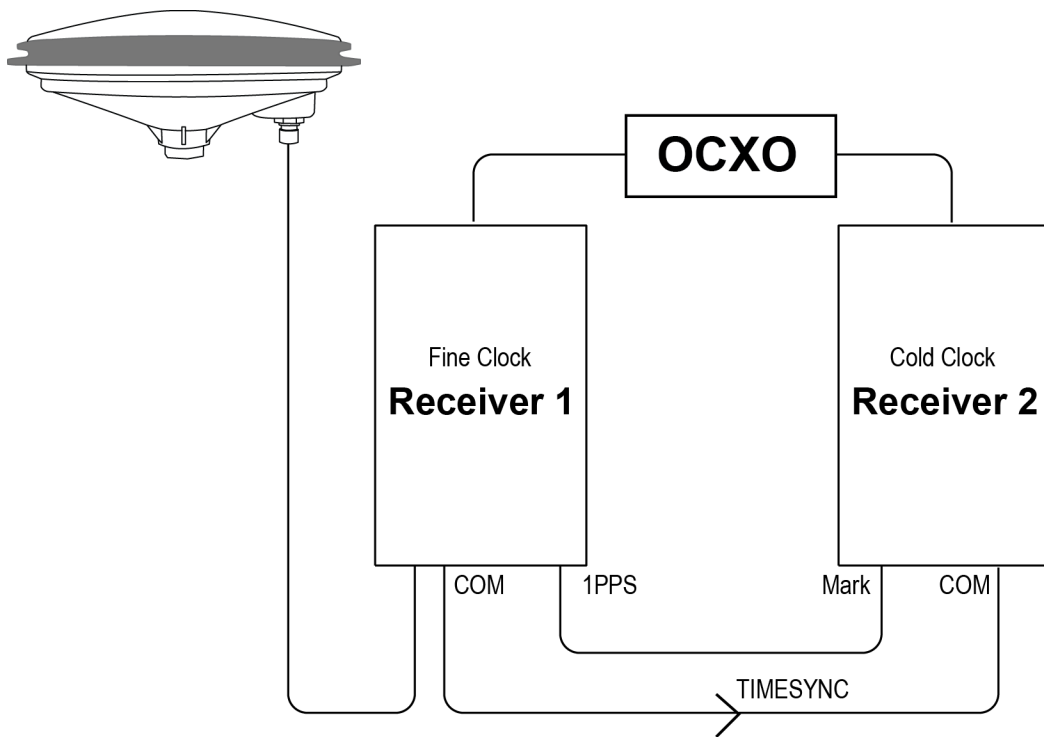 OCXO
Fine Clock
Receiver 1
Cold Clock
Receiver 2
COM
1PPS
Mark
COM
TIMESYNC